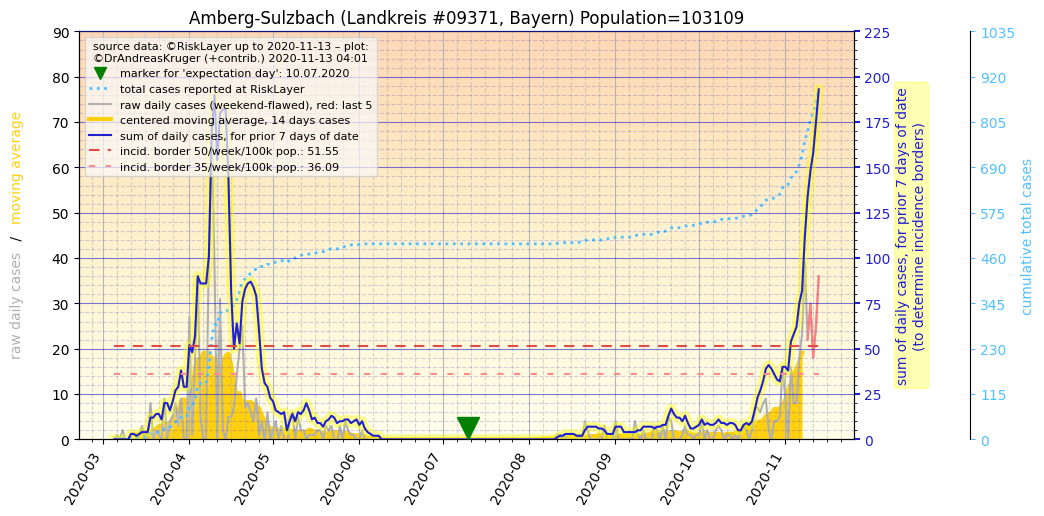 Amberg-Sulzbach (Landkreis #09371, Bayern) Population=103109
source data: ©RiskLayer up to 2020-11-13 – plot:
©DrAndreasKruger (+contrib.) 2020-11-13 04:01
marker for 'expectation day': 10.07.2020
total cases reported at RiskLayer
raw daily cases (weekend-flawed), red: last 5
centered moving average, 14 days cases
sum of daily cases, for prior 7 days of date
incid. border 50/week/100k pop.: 51.55
incid. border 35/week/100k pop.: 36.09
raw daily cases / moving average
90
80
70
60
50
40
30
20
10
0
225
200
175
150
125
100
75
50
25
0
sum of daily cases, for prior 7 days of date
(to determine incidence borders)
1035
920
805
690
575
460
345
230
115
0
cumulative total cases
2020-03
2020-04
2020-05
2020-06
2020-07
2020-08
2020-09
2020-10
2020-11